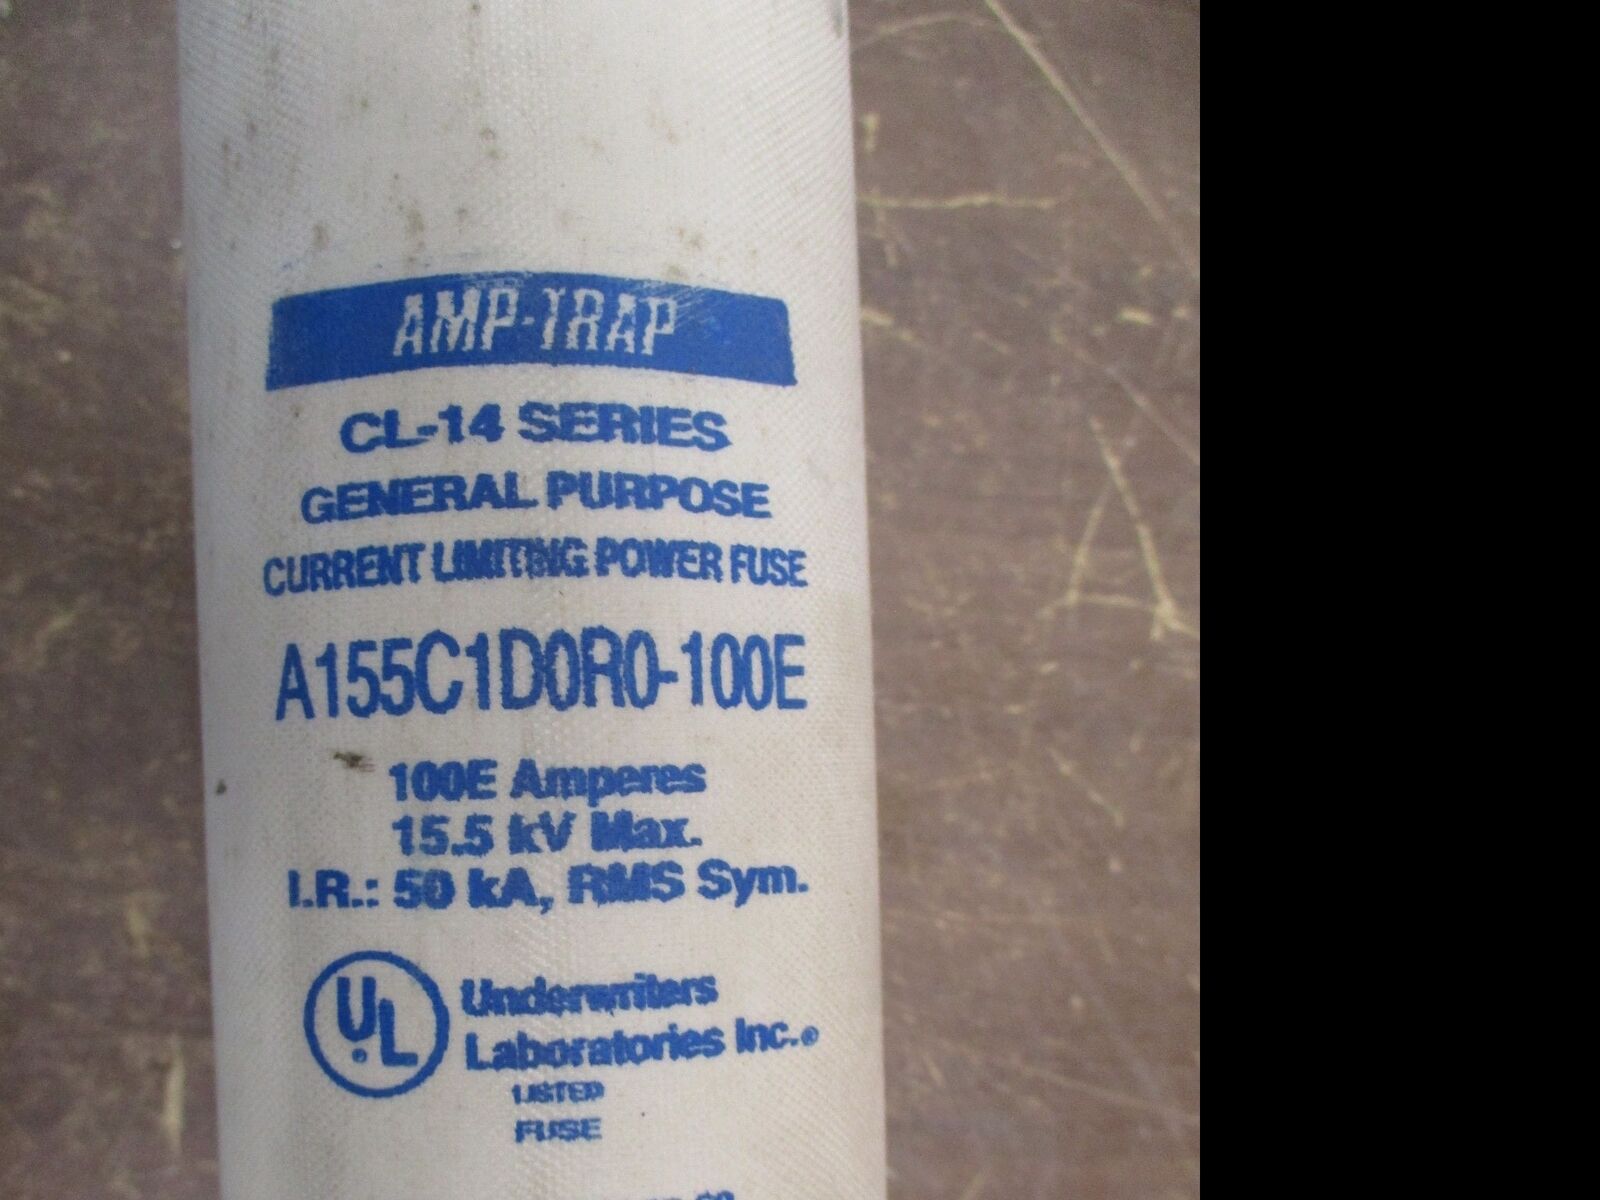 AMP-TRAP
CL-14 SERIES
GENERAL PURPOSE
CURRENT LIMITING POWER FUSE
A155C1D0R0-100E
100E Amperes
15.5 kV Max.
I.R.: 50 kA, RMS Sym.
UL ®
Underwriters
Laboratories Inc.®
LISTED
FUSE